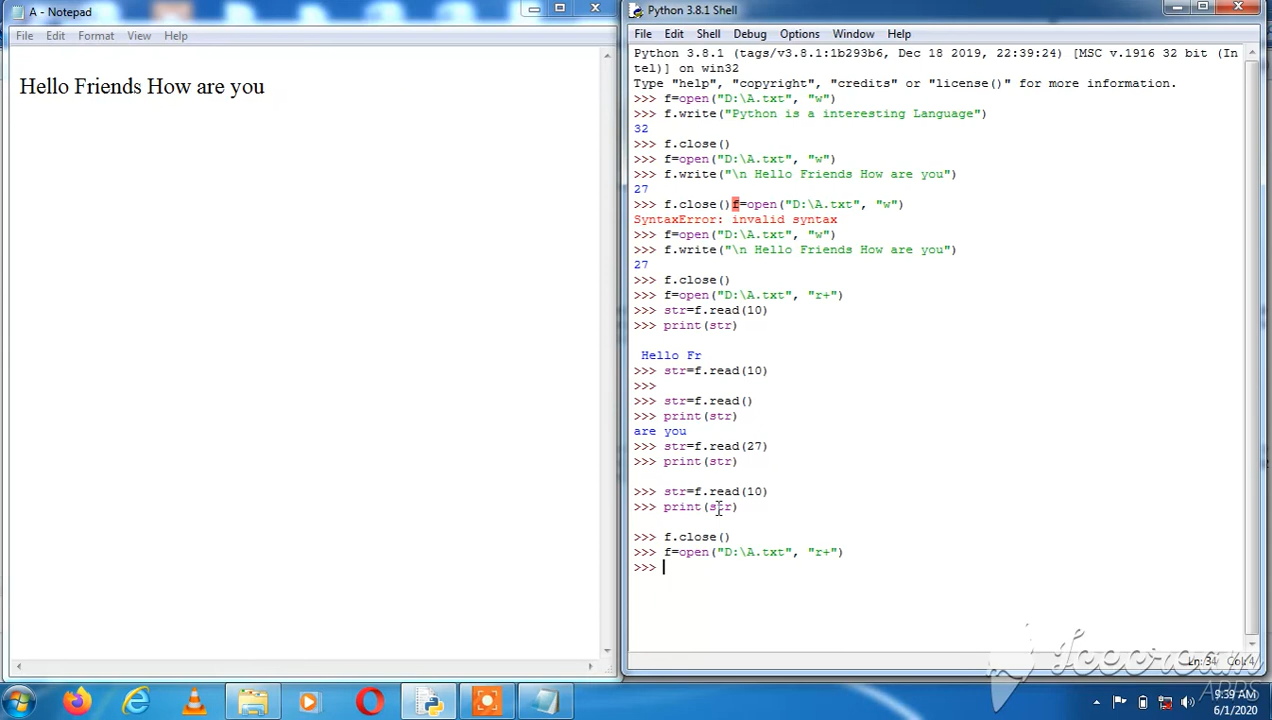 A - Notepad
File Edit Format View Help
Hello Friends How are you
Python 3.8.1 Shell
File Edit Shell Debug Options Window Help
Python 3.8.1 (tags/v3.8.1:1b293b6, Dec 18 2019, 22:39:24) [MSC v.1916 32 bit (In
tel)] on win32
Type "help", "copyright", "credits" or "license()" for more information.
>>> f=open("D:\A.txt", "w")
>>> f.write("Python is a interesting Language")
32
>>> f.close()
>>> f=open("D:\A.txt", "w")
>>> f.write("\n Hello Friends How are you")
27
>>> f.close()f=open("D:\A.txt", "w")
SyntaxError: invalid syntax
>>> f=open("D:\A.txt", "w")
>>> f.write("\n Hello Friends How are you")
27
>>> f.close()
>>> f=open("D:\A.txt", "r+")
>>> str=f.read(10)
>>> print(str)
Hello Fr
>>> str=f.read(10)
>>>
>>> str=f.read()
>>> print(str)
are you
>>> str=f.read(27)
>>> print(str)
>>> str=f.read(10)
>>> print(str)
>>> f.close()
>>> f=open("D:\A.txt", "r+")
>>>
Icecream
APPS
Ln: 34 Col: 4
9:39 AM
6/1/2020